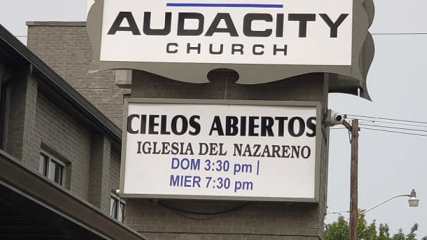 AUDACITY
CHURCH
CIELOS ABIERTOS
IGLESIA DEL NAZARENO
DOM 3:30 pm |
MIER 7:30 pm